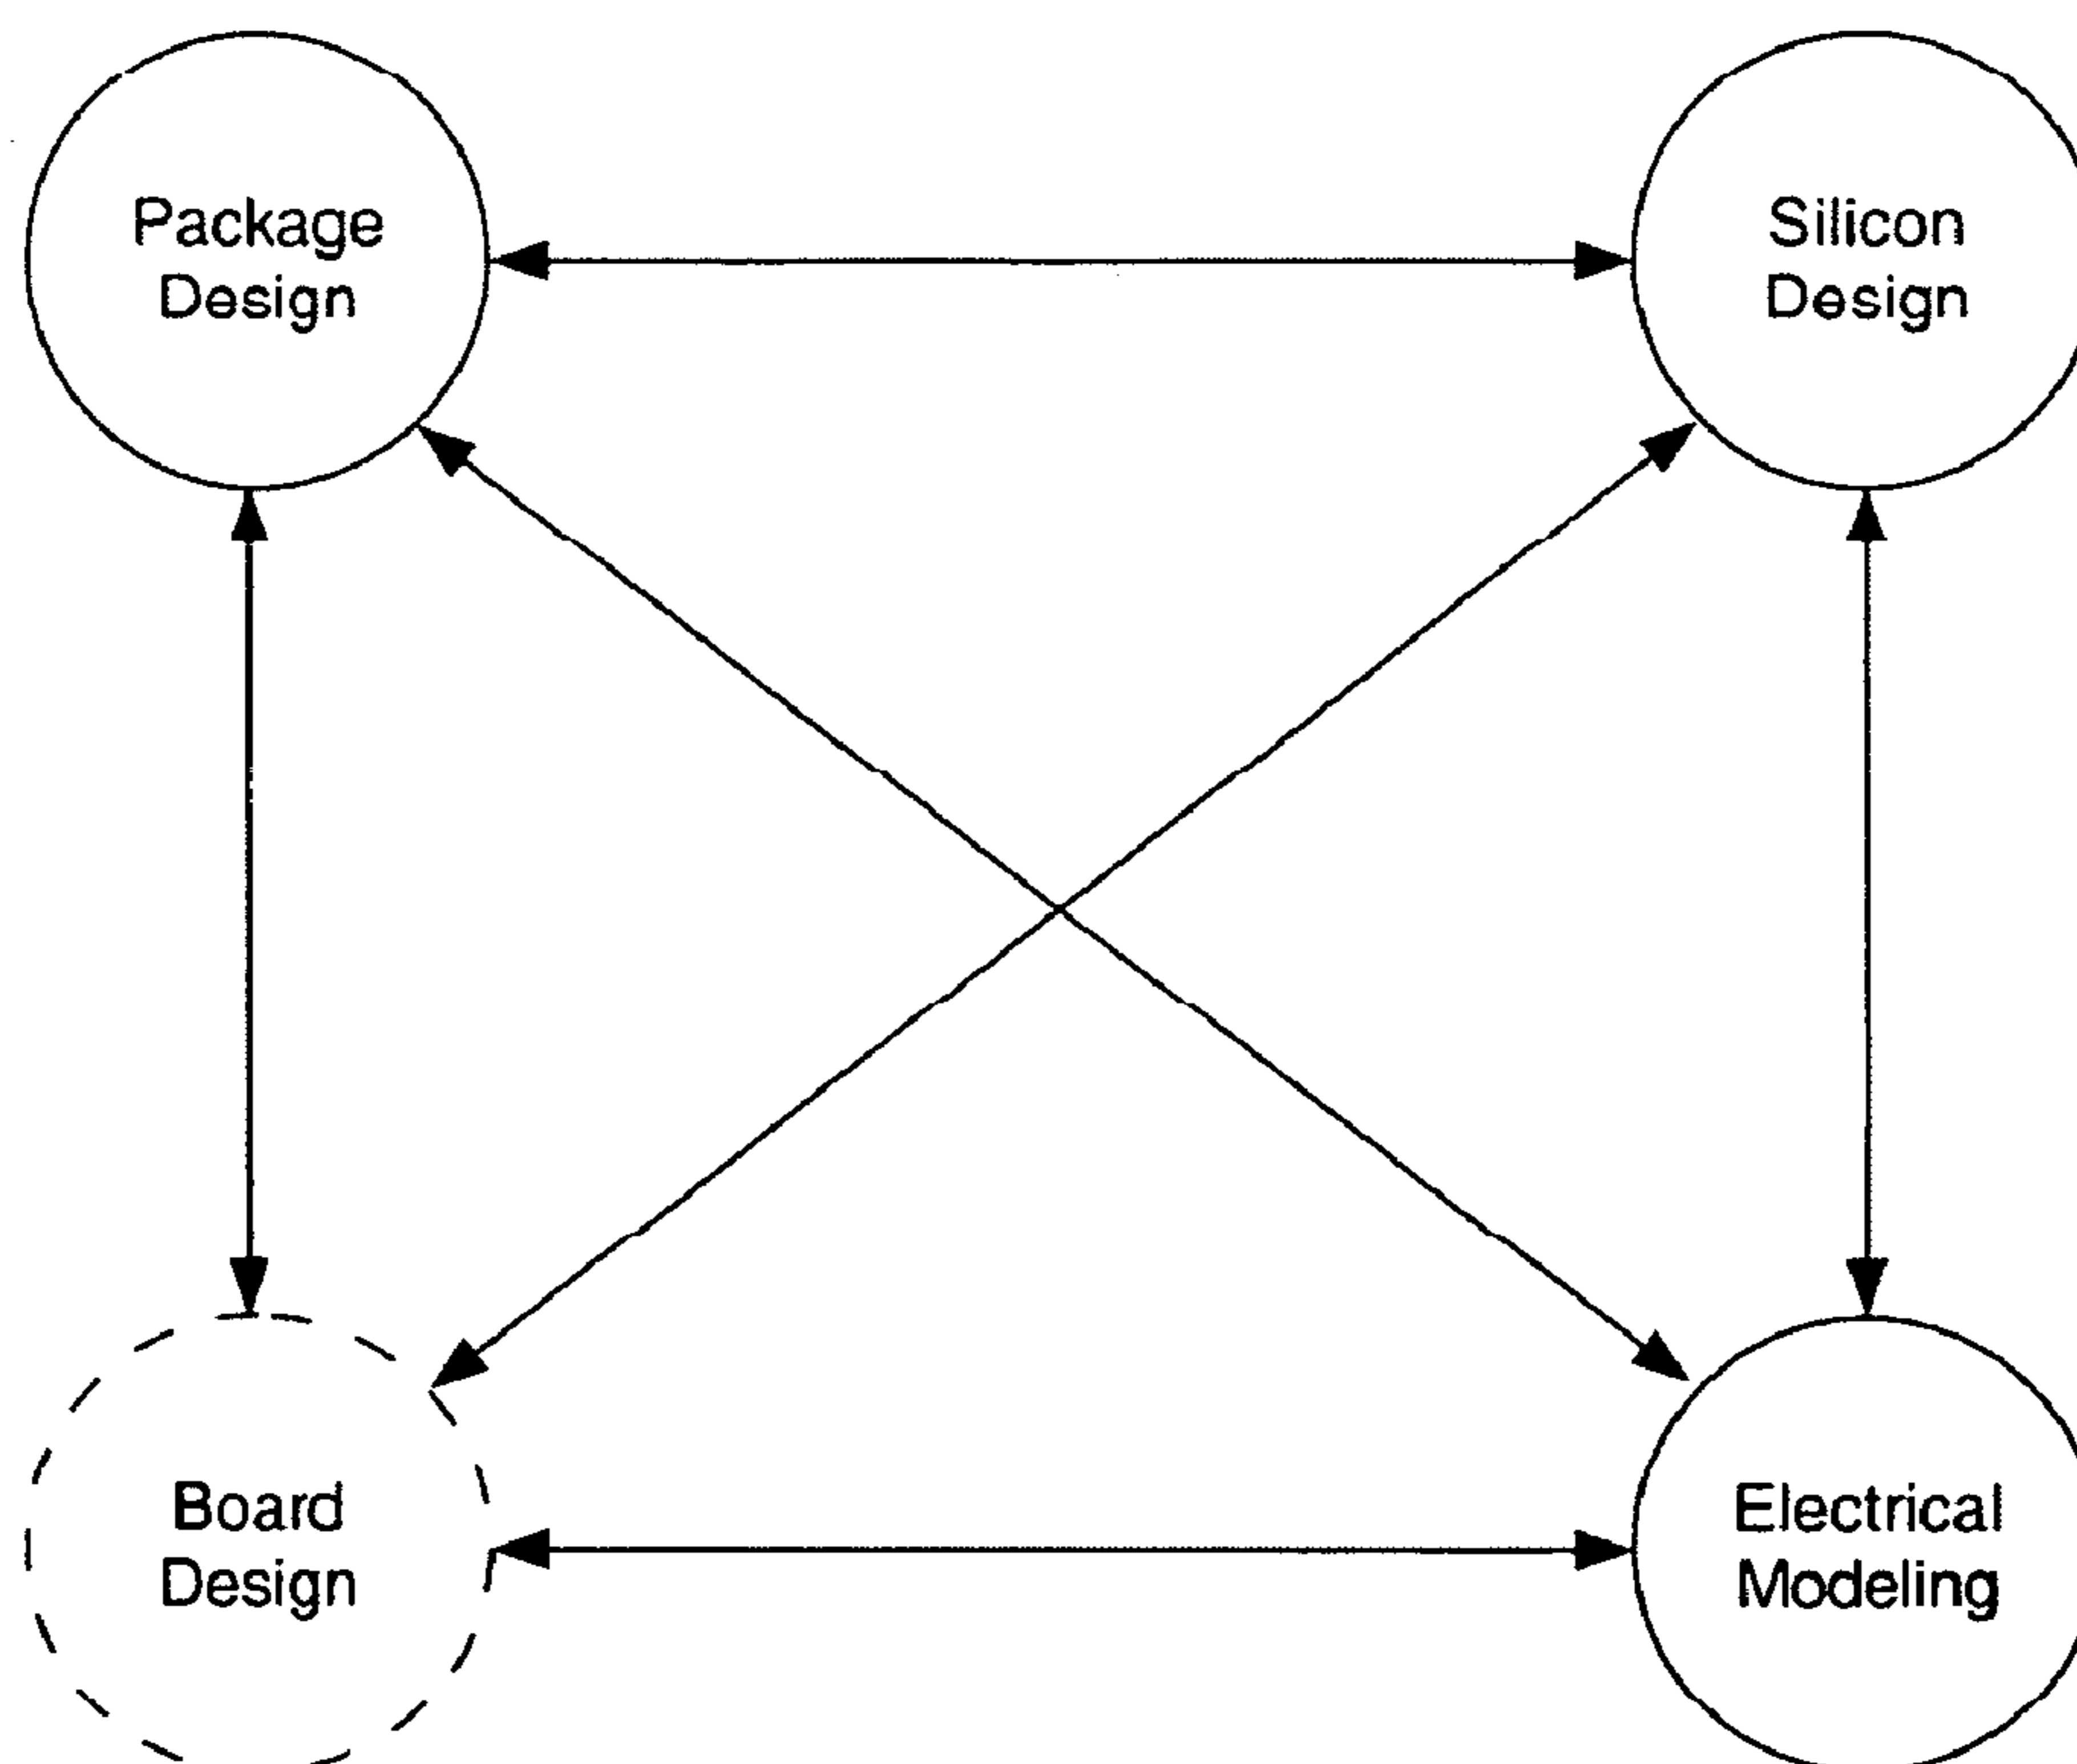 Package
Design
Silicon
Design
Board
Design
Electrical
Modeling